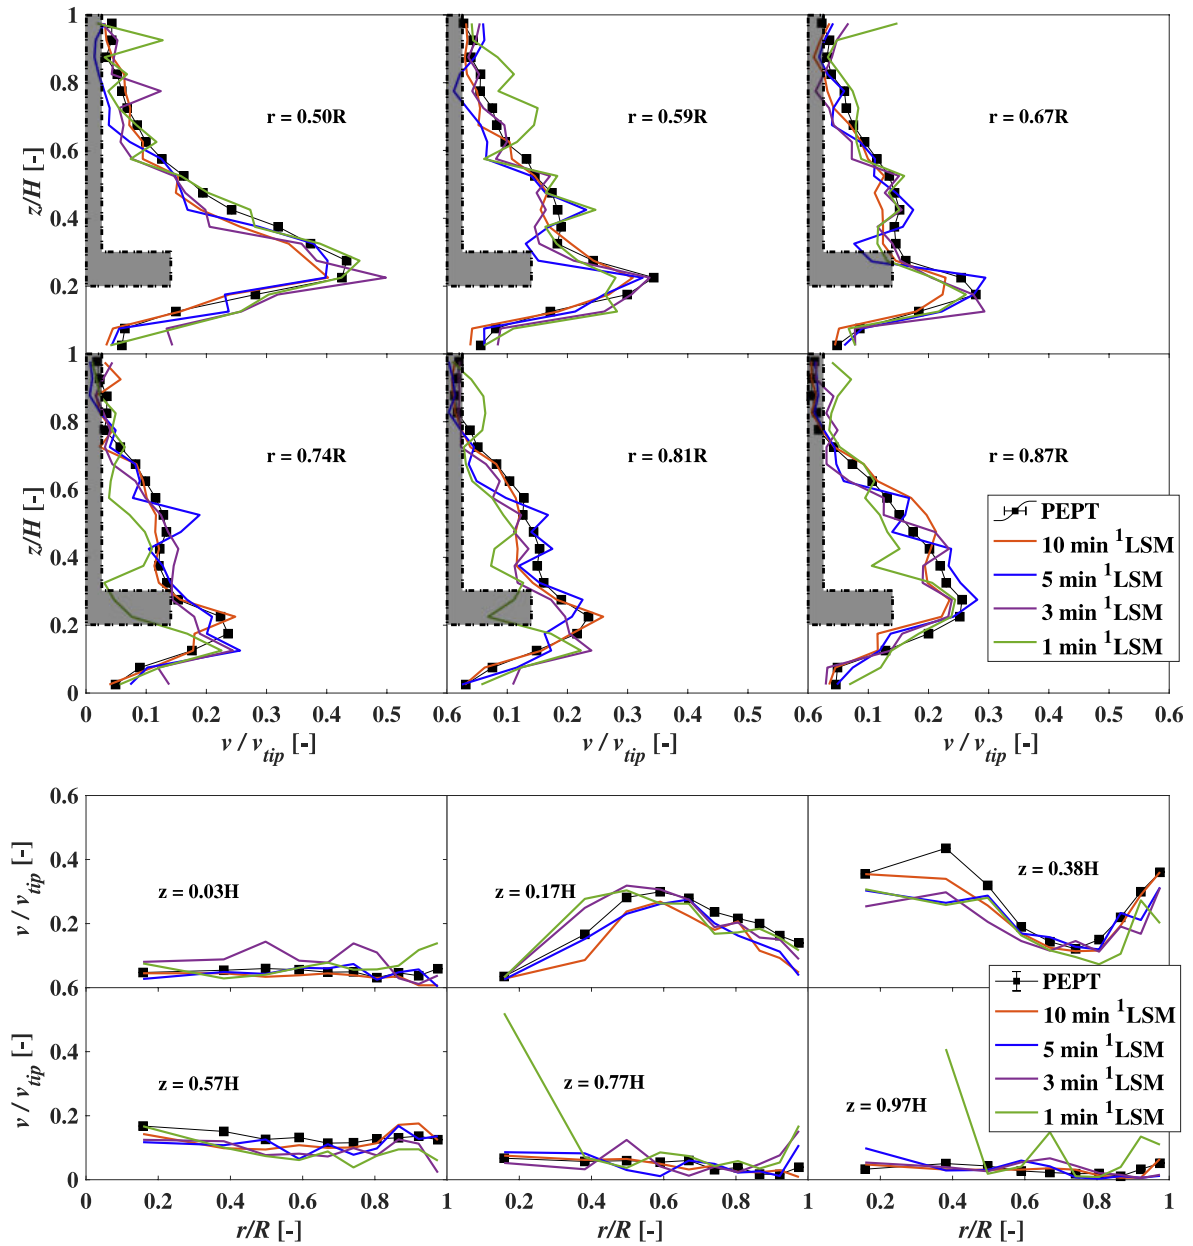 1
0.8
0.6
0.4
0.2
z/H [-]
r = 0.50R
r = 0.59R
r = 0.67R
1
0.8
0.6
0.4
0.2
0
z/H [-]
r = 0.74R
r = 0.81R
r = 0.87R
PEPT
10 min ¹LSM
5 min ¹LSM
3 min ¹LSM
1 min ¹LSM
0 0.1 0.2 0.3 0.4 0.5 0.6 0.1 0.2 0.3 0.4 0.5 0.6 0.1 0.2 0.3 0.4 0.5 0.6
v / v_tip [-] v / v_tip [-] v / v_tip [-]
0.6
0.4
0.2
v / v_tip [-]
z = 0.03H
z = 0.17H
z = 0.38H
PEPT
10 min ¹LSM
5 min ¹LSM
3 min ¹LSM
1 min ¹LSM
0.6
0.4
0.2
0
v / v_tip [-]
z = 0.57H
z = 0.77H
z = 0.97H
0.2 0.4 0.6 0.8 1 0.2 0.4 0.6 0.8 1 0.2 0.4 0.6 0.8 1
r/R [-] r/R [-] r/R [-]